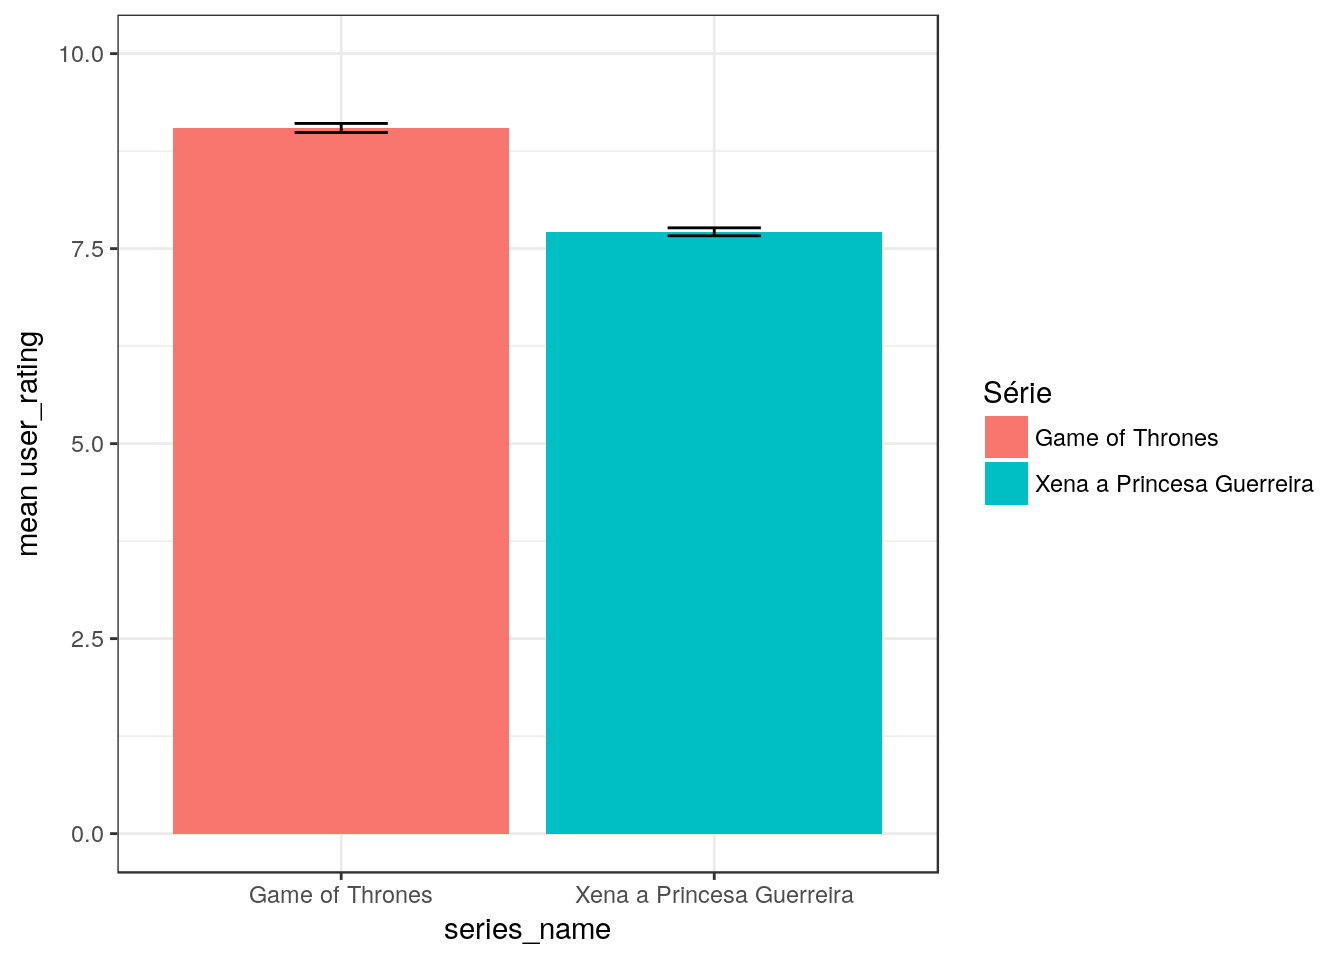 10.0
7.5
5.0
2.5
0.0
mean user_rating
Game of Thrones
Xena a Princesa Guerreira
series_name
Série
Game of Thrones
Xena a Princesa Guerreira